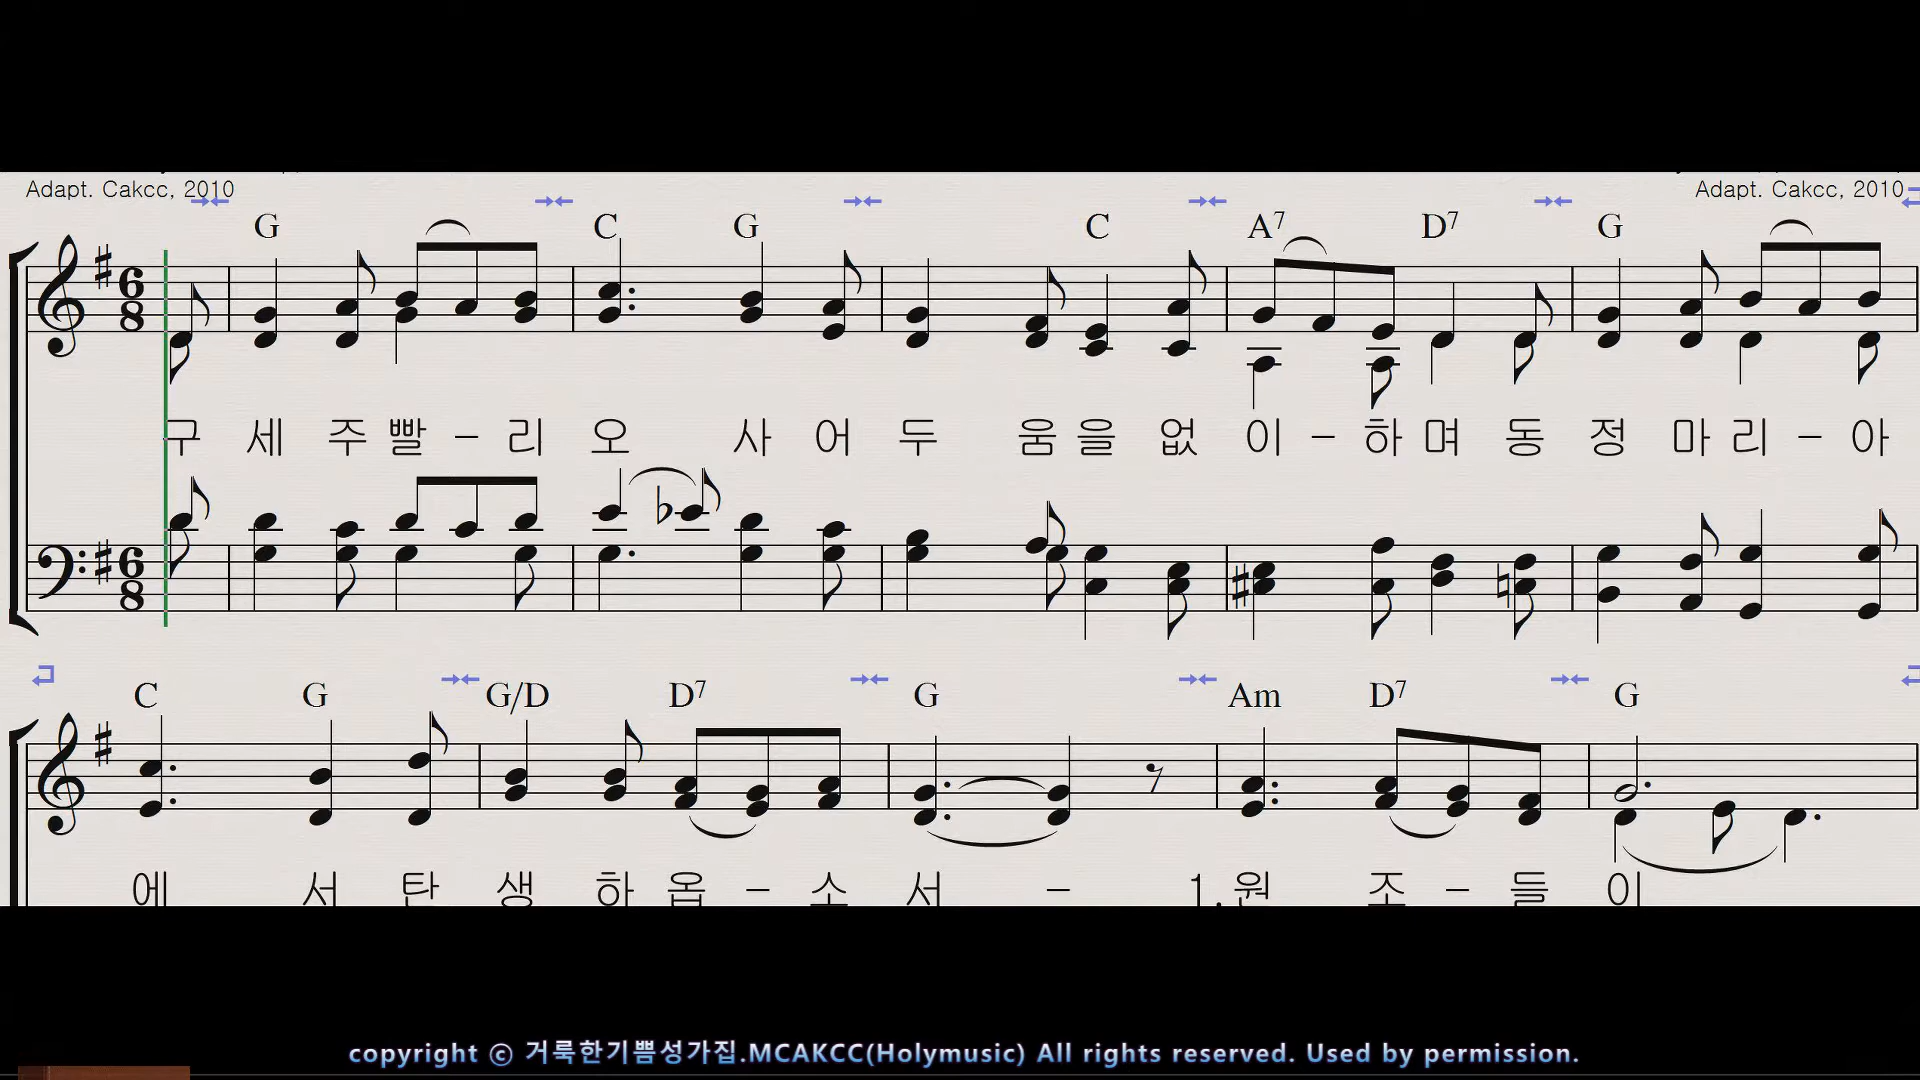 Adapt. Cakcc, 2010 Adapt. Cakcc, 2010
G C G C A7 D7 G
구 세 주 빨 - 리 오 사 어 두 움 을 없 이 - 하 며 동 정 마 리 - 아
C G G/D D7 G Am D7 G
에 서 탄 생 하 옵 - 소 서 - 1. 원 조 - 들 이
copyright © 거룩한기쁨성가집.MCAKCC(Holymusic) All rights reserved. Used by permission.